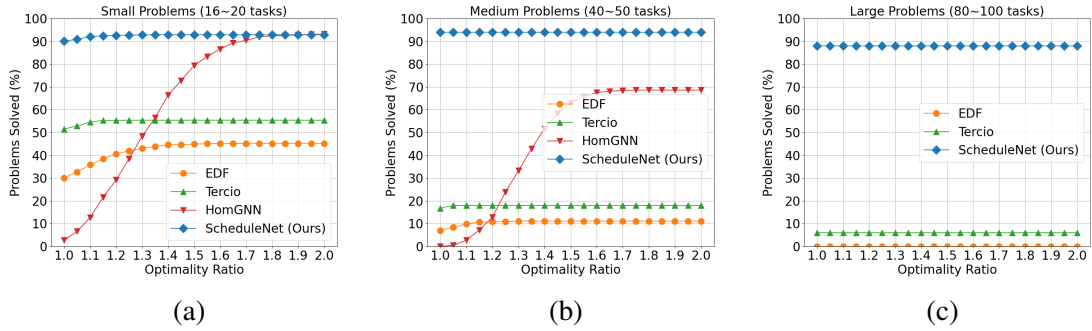 Small Problems (16~20 tasks)
Problems Solved (%)
100
90
80
70
60
50
40
30
20
10
0
EDF
Tercio
HomGNN
ScheduleNet (Ours)
1.0 1.1 1.2 1.3 1.4 1.5 1.6 1.7 1.8 1.9 2.0
Optimality Ratio
(a)
Medium Problems (40~50 tasks)
Problems Solved (%)
100
90
80
70
60
50
40
30
20
10
0
EDF
Tercio
HomGNN
ScheduleNet (Ours)
1.0 1.1 1.2 1.3 1.4 1.5 1.6 1.7 1.8 1.9 2.0
Optimality Ratio
(b)
Large Problems (80~100 tasks)
Problems Solved (%)
100
90
80
70
60
50
40
30
20
10
0
EDF
Tercio
ScheduleNet (Ours)
1.0 1.1 1.2 1.3 1.4 1.5 1.6 1.7 1.8 1.9 2.0
Optimality Ratio
(c)